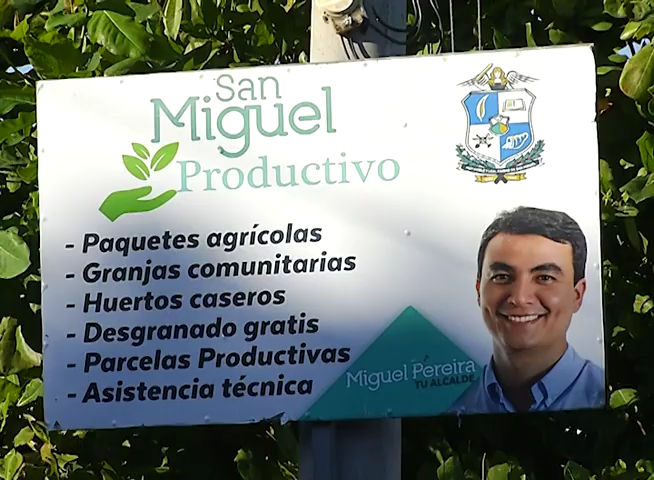 San
Miguel
Productivo
- Paquetes agrícolas
- Granjas comunitarias
- Huertos caseros
- Desgranado gratis
- Parcelas Productivas
- Asistencia técnica
Miguel Pereira
TU ALCALDE